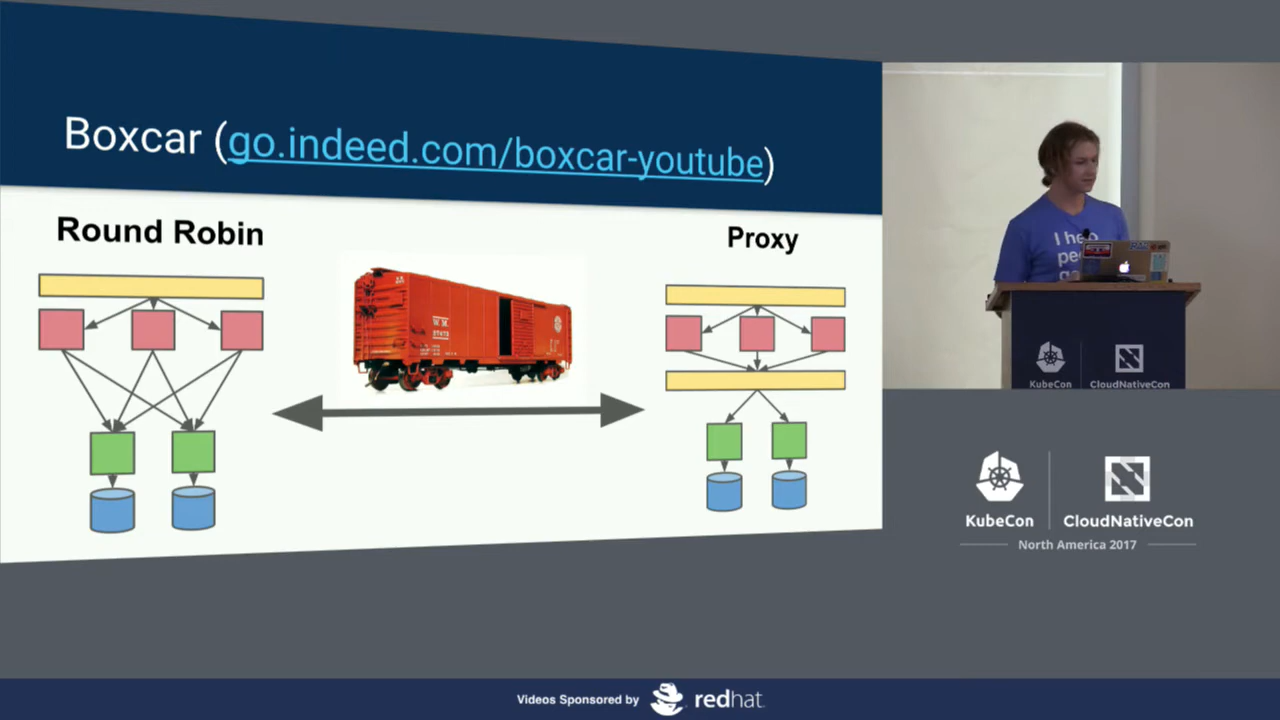 Boxcar (go.indeed.com/boxcar-youtube)
Round Robin
Proxy
W.M.
I help
KubeCon
CloudNativeCon
KubeCon
CloudNativeCon
North America 2017
Videos Sponsored by
redhat